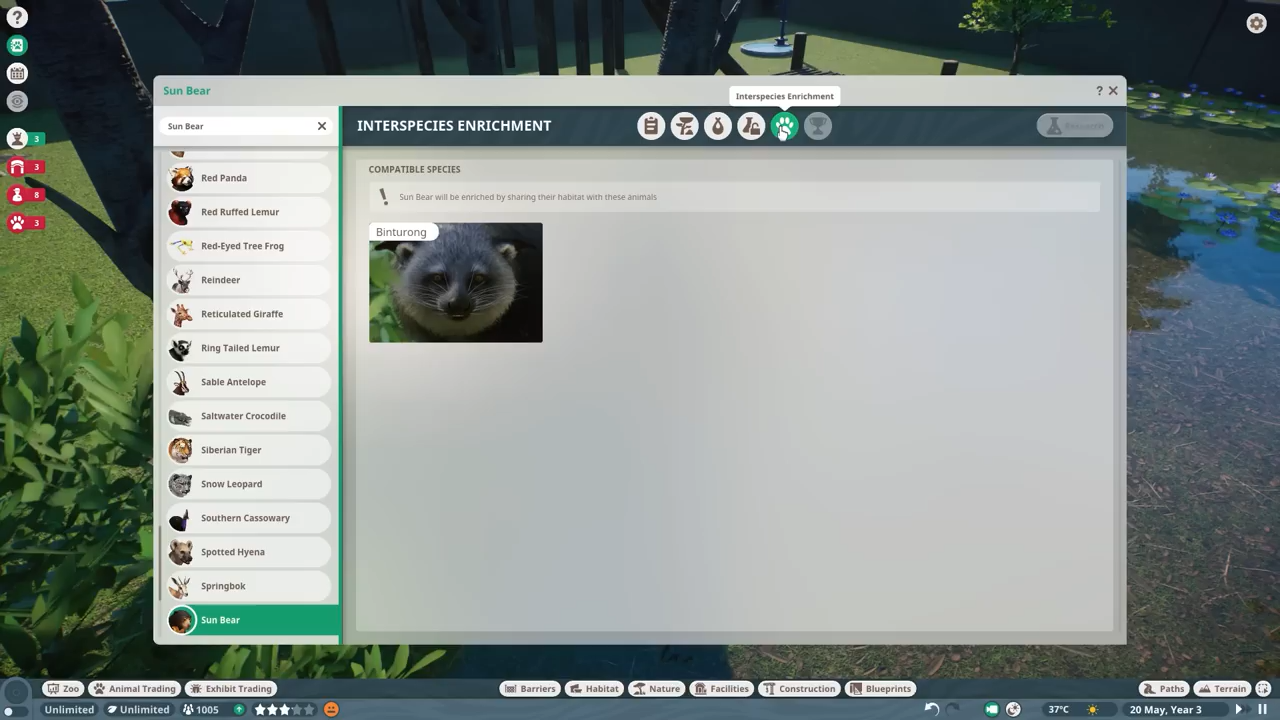 ?
Sun Bear
?
Interspecies Enrichment
Sun Bear
INTERSPECIES ENRICHMENT
Research
COMPATIBLE SPECIES
Sun Bear will be enriched by sharing their habitat with these animals
Binturong
Red Panda
Red Ruffed Lemur
Red-Eyed Tree Frog
Reindeer
Reticulated Giraffe
Ring Tailed Lemur
Sable Antelope
Saltwater Crocodile
Siberian Tiger
Snow Leopard
Southern Cassowary
Spotted Hyena
Springbok
Sun Bear
3
3
8
3
Zoo
Animal Trading
Exhibit Trading
Barriers
Habitat
Nature
Facilities
Construction
Blueprints
Paths
Terrain
Unlimited
Unlimited
1005
37°C
20 May, Year 3